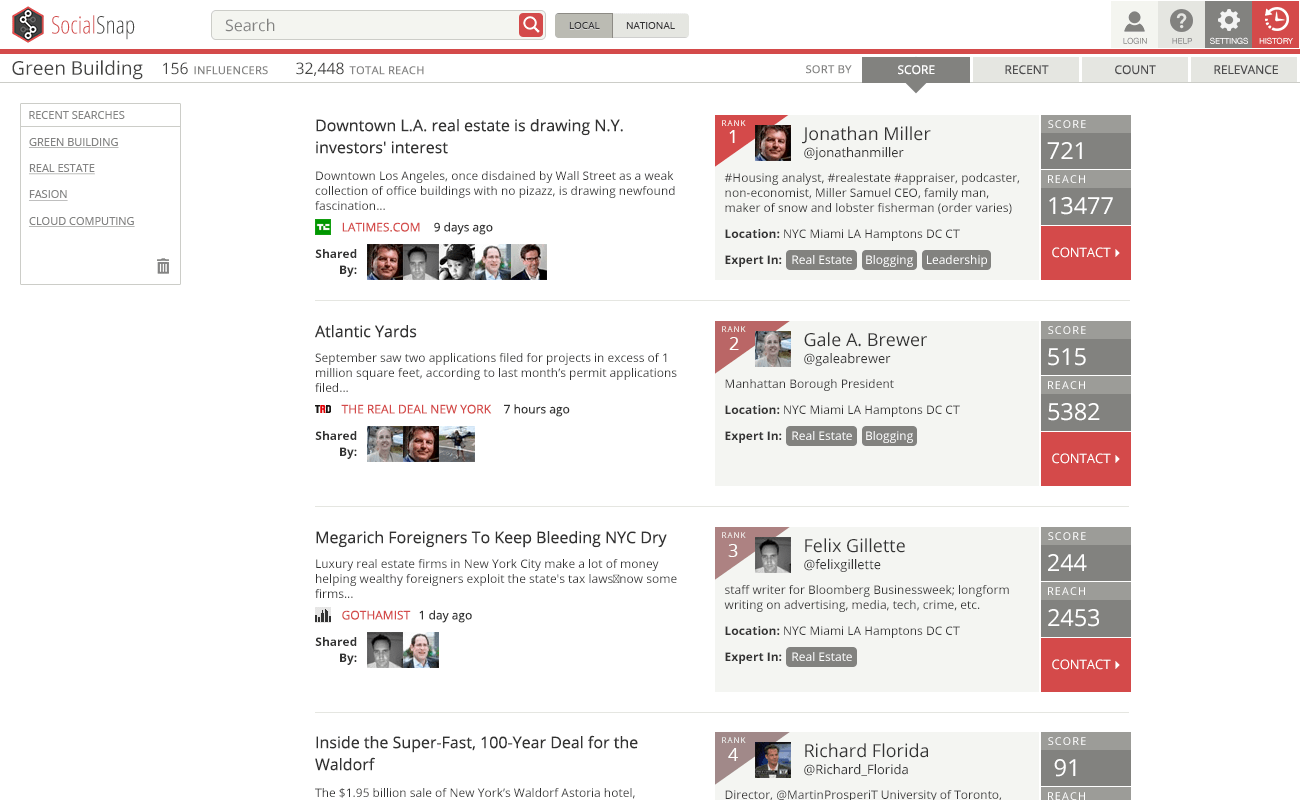 SocialSnap
Search
LOCAL
NATIONAL
LOGIN
HELP
SETTINGS
HISTORY
Green Building
156 INFLUENCERS
32,448 TOTAL REACH
SORT BY
SCORE
RECENT
COUNT
RELEVANCE
RECENT SEARCHES
GREEN BUILDING
REAL ESTATE
FASION
CLOUD COMPUTING
Downtown L.A. real estate is drawing N.Y.
investors' interest
Downtown Los Angeles, once disdained by Wall Street as a weak
collection of office buildings with no pizazz, is drawing newfound
fascination...
TC LATIMES.COM 9 days ago
Shared
By:
RANK
1
Jonathan Miller
@jonathanmiller
#Housing analyst, #realestate #appraiser, podcaster,
non-economist, Miller Samuel CEO, family man,
maker of snow and lobster fisherman (order varies)
Location: NYC Miami LA Hamptons DC CT
Expert In: Real Estate Blogging Leadership
SCORE
721
REACH
13477
CONTACT
Atlantic Yards
September saw two applications filed for projects in excess of 1
million square feet, according to last month's permit applications
filed...
TRD THE REAL DEAL NEW YORK 7 hours ago
Shared
By:
RANK
2
Gale A. Brewer
@galeabrewer
Manhattan Borough President
Location: NYC Miami LA Hamptons DC CT
Expert In: Real Estate Blogging
SCORE
515
REACH
5382
CONTACT
Megarich Foreigners To Keep Bleeding NYC Dry
Luxury real estate firms in New York City make a lot of money
helping wealthy foreigners exploit the state's tax laws now some
firms...
GOTHAMIST 1 day ago
Shared
By:
RANK
3
Felix Gillette
@felixgillette
staff writer for Bloomberg Businessweek; longform
writing on advertising, media, tech, crime, etc.
Location: NYC Miami LA Hamptons DC CT
Expert In: Real Estate
SCORE
244
REACH
2453
CONTACT
Inside the Super-Fast, 100-Year Deal for the
Waldorf
The $1.95 billion sale of New York's Waldorf Astoria hotel,
RANK
4
Richard Florida
@Richard_Florida
Director, @MartinProsperiT University of Toronto,
SCORE
91
REACH